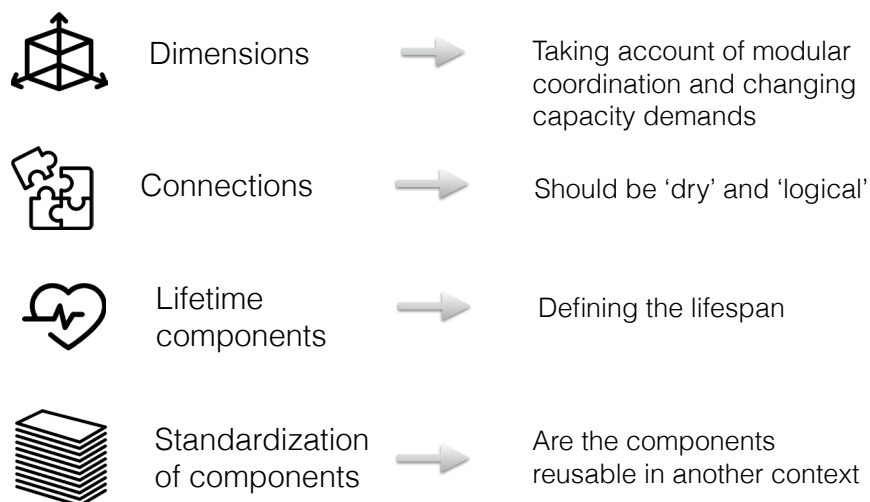 Dimensions
Taking account of modular
coordination and changing
capacity demands
Connections
Should be ‘dry’ and ‘logical’
Lifetime
components
Defining the lifespan
Standardization
of components
Are the components
reusable in another context